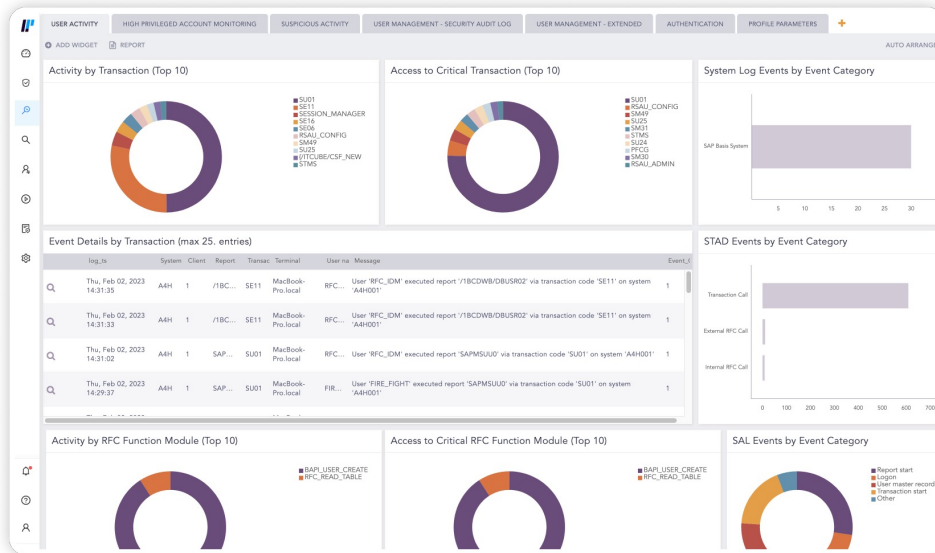 USER ACTIVITY
HIGH PRIVILEGED ACCOUNT MONITORING
SUSPICIOUS ACTIVITY
USER MANAGEMENT - SECURITY AUDIT LOG
USER MANAGEMENT - EXTENDED
AUTHENTICATION
PROFILE PARAMETERS
ADD WIDGET
REPORT
AUTO ARRANGE
Activity by Transaction (Top 10)
SU01
SE11
SESSION_MANAGER
SE16
SE06
RSAU_CONFIG
SM49
SU25
/ITCUBE/CSF_NEW
STMS
Access to Critical Transaction (Top 10)
SU01
RSAU_CONFIG
SM49
SU25
SM31
STMS
SU24
PFCG
SM30
RSAU_ADMIN
System Log Events by Event Category
SAP Basis System
5 10 15 20 25 30
Event Details by Transaction (max 25. entries)
log_ts System Client Report Transac Terminal User na Message Event_I
Thu, Feb 02, 2023 MacBook- User 'RFC_IDM' executed report '/1BCDWB/DBUSR02' via transaction code 'SE11' on system
14:31:35 A4H 1 /1BC... SE11 Pro.local RFC... 'A4H001' 1
Thu, Feb 02, 2023 MacBook- User 'RFC_IDM' executed report '/1BCDWB/DBUSR02' via transaction code 'SE11' on system
14:31:33 A4H 1 /1BC... SE11 Pro.local RFC... 'A4H001' 1
Thu, Feb 02, 2023 MacBook-
14:31:02 A4H 1 SAP... SU01 Pro.local RFC... User 'RFC_IDM' executed report 'SAPMSUU0' via transaction code 'SU01' on system 'A4H001' 1
Thu, Feb 02, 2023 MacBook- User 'FIRE_FIGHT' executed report 'SAPMSUU0' via transaction code 'SU01' on system
14:29:37 A4H 1 SAP... SU01 Pro.local FIR... 'A4H001' 1
STAD Events by Event Category
Transaction Call
External RFC Call
Internal RFC Call
0 100 200 300 400 500 600 700
Activity by RFC Function Module (Top 10)
BAPI_USER_CREATE
RFC_READ_TABLE
Access to Critical RFC Function Module (Top 10)
BAPI_USER_CREATE
RFC_READ_TABLE
SAL Events by Event Category
Report start
Logon
User master record
Transaction start
Other